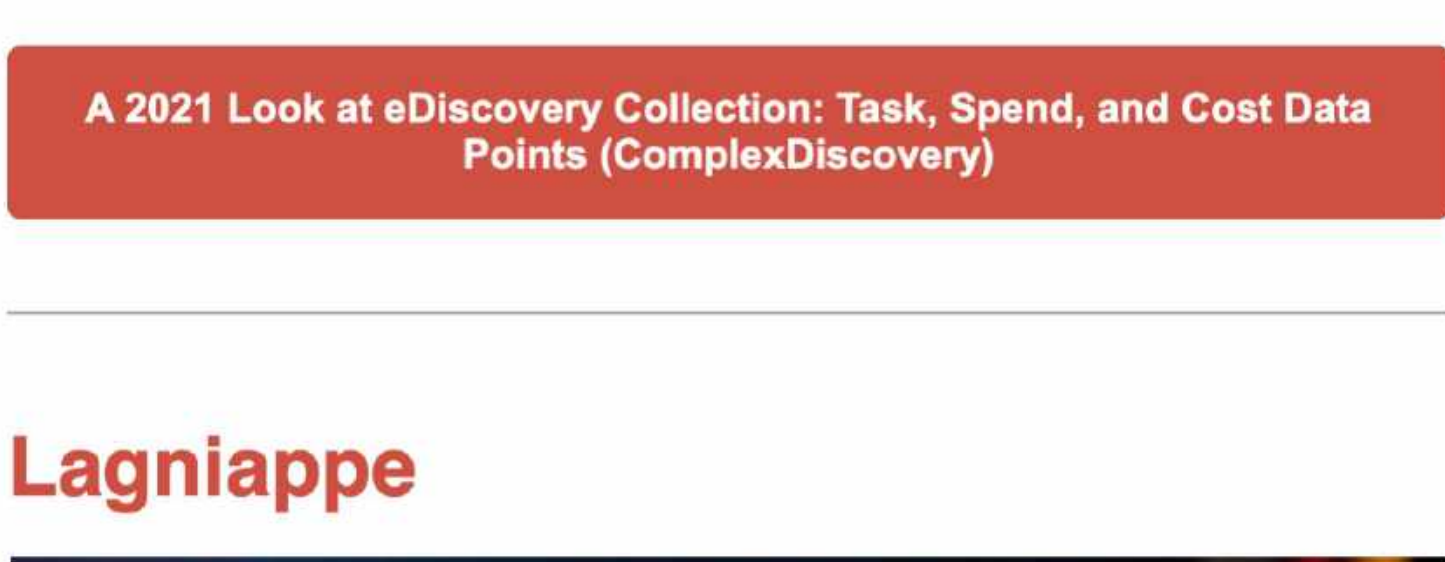 A 2021 Look at eDiscovery Collection: Task, Spend, and Cost Data
Points (ComplexDiscovery)
Lagniappe